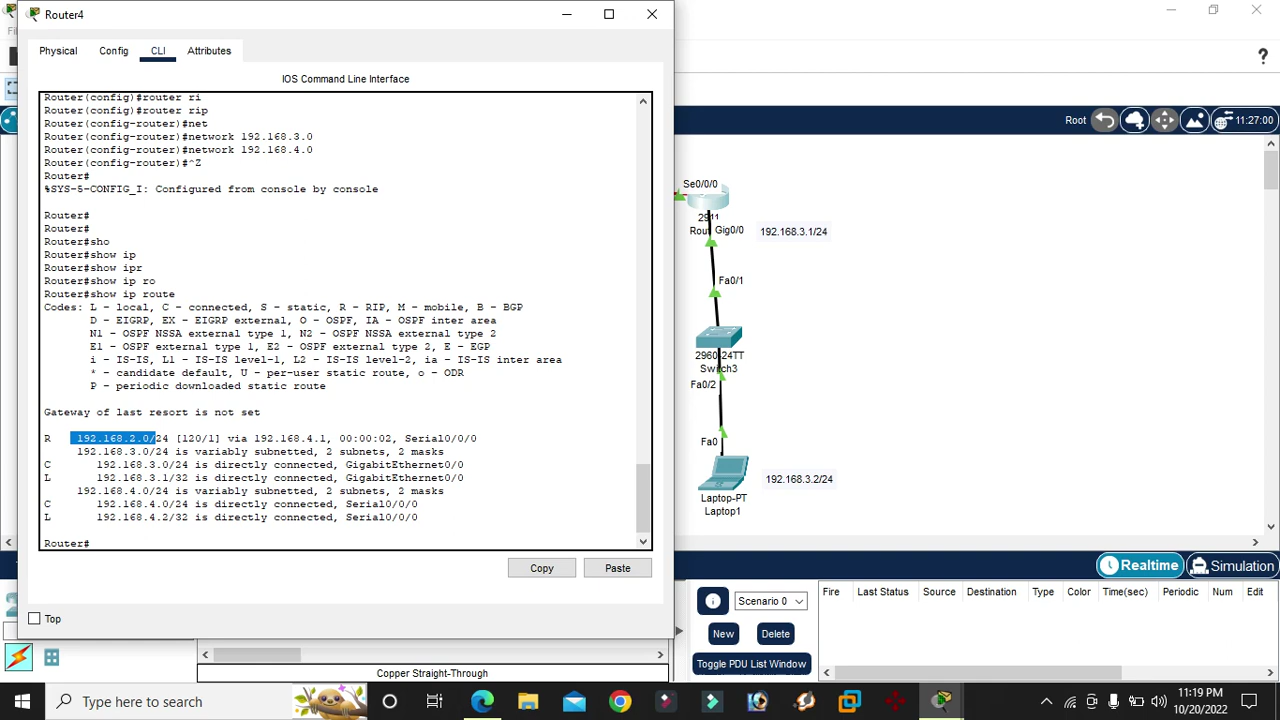 Router4
Physical
Config
CLI
Attributes
IOS Command Line Interface
Router(config)#router ri
Router(config)#router rip
Router(config-router)#net
Router(config-router)#network 192.168.3.0
Router(config-router)#network 192.168.4.0
Router(config-router)#^Z
Router#
%SYS-5-CONFIG_I: Configured from console by console
Router#
Router#
Router#sho
Router#show ip
Router#show ipr
Router#show ip ro
Router#show ip route
Codes: L - local, C - connected, S - static, R - RIP, M - mobile, B - BGP
D - EIGRP, EX - EIGRP external, O - OSPF, IA - OSPF inter area
N1 - OSPF NSSA external type 1, N2 - OSPF NSSA external type 2
E1 - OSPF external type 1, E2 - OSPF external type 2, E - EGP
i - IS-IS, L1 - IS-IS level-1, L2 - IS-IS level-2, ia - IS-IS inter area
* - candidate default, U - per-user static route, o - ODR
P - periodic downloaded static route
Gateway of last resort is not set
R 192.168.2.0/24 [120/1] via 192.168.4.1, 00:00:02, Serial0/0/0
192.168.3.0/24 is variably subnetted, 2 subnets, 2 masks
C 192.168.3.0/24 is directly connected, GigabitEthernet0/0
L 192.168.3.1/32 is directly connected, GigabitEthernet0/0
192.168.4.0/24 is variably subnetted, 2 subnets, 2 masks
C 192.168.4.0/24 is directly connected, Serial0/0/0
L 192.168.4.2/32 is directly connected, Serial0/0/0
Router#
Copy
Paste
Top
Root
11:27:00
Se0/0/0
2911
Rout
Gig0/0
192.168.3.1/24
Fa0/1
2960-24TT
Switch3
Fa0/2
Fa0
192.168.3.2/24
Laptop-PT
Laptop1
Realtime
Simulation
Scenario 0
New
Delete
Toggle PDU List Window
Fire Last Status Source Destination Type Color Time(sec) Periodic Num Edit
Copper Straight-Through
Type here to search
11:19 PM
10/20/2022